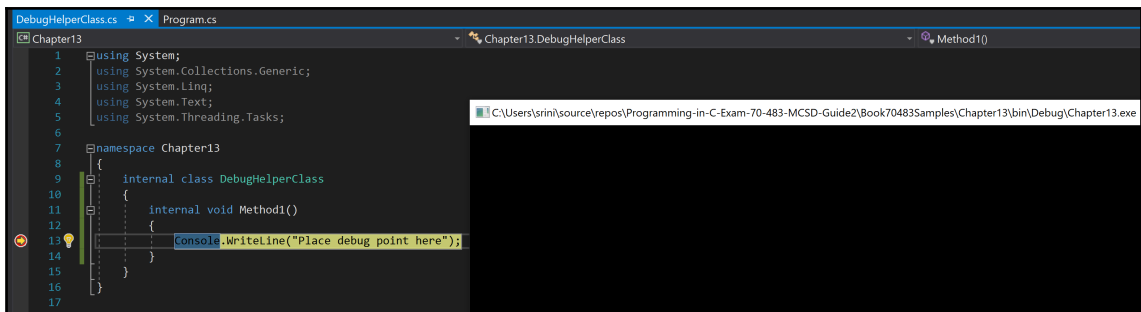 DebugHelperClass.cs Program.cs
C# Chapter13 Chapter13.DebugHelperClass Method1()
1 using System;
2 using System.Collections.Generic;
3 using System.Linq;
4 using System.Text;
5 using System.Threading.Tasks;
C:\Users\srini\source\repos\Programming-in-C-Exam-70-483-MCSD-Guide2\Book70483Samples\Chapter13\bin\Debug\Chapter13.exe
6
7 namespace Chapter13
8 {
9 internal class DebugHelperClass
10 {
11 internal void Method1()
12 {
13 Console.WriteLine("Place debug point here");
14 }
15 }
16 }
17